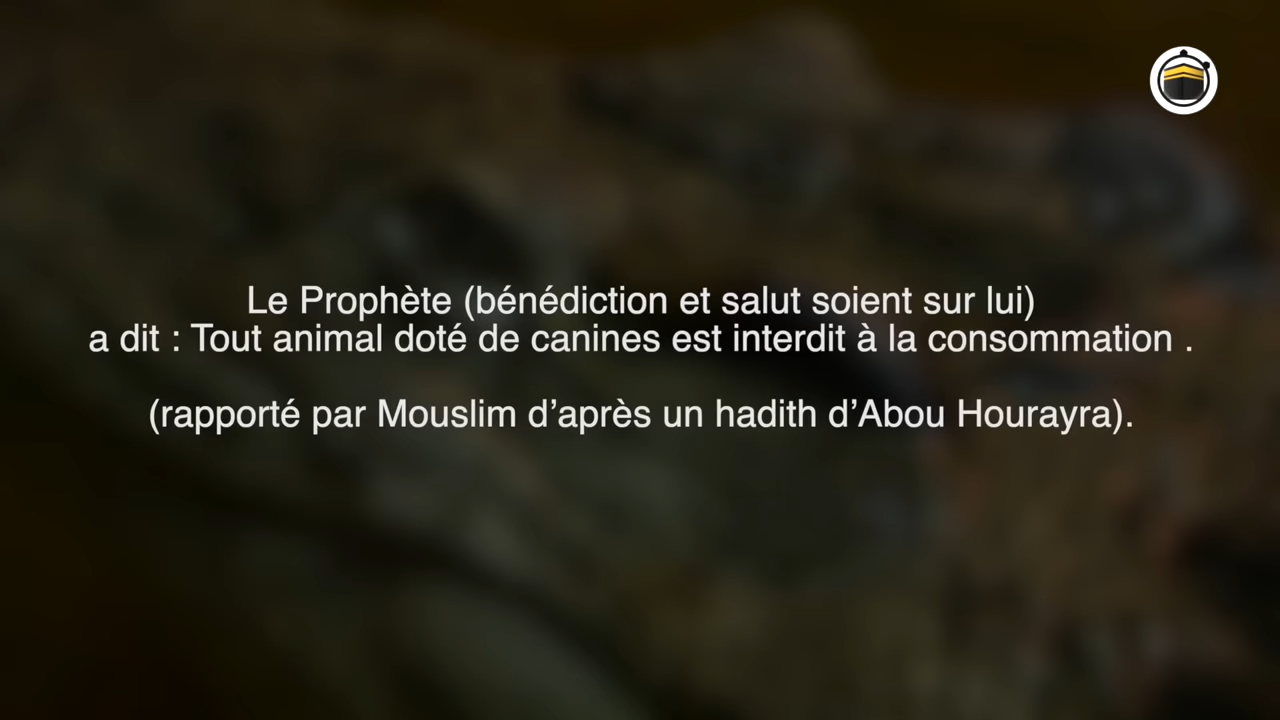 Le Prophète (bénédiction et salut soient sur lui)
a dit : Tout animal doté de canines est interdit à la consommation .
(rapporté par Mouslim d’après un hadith d’Abou Hourayra).